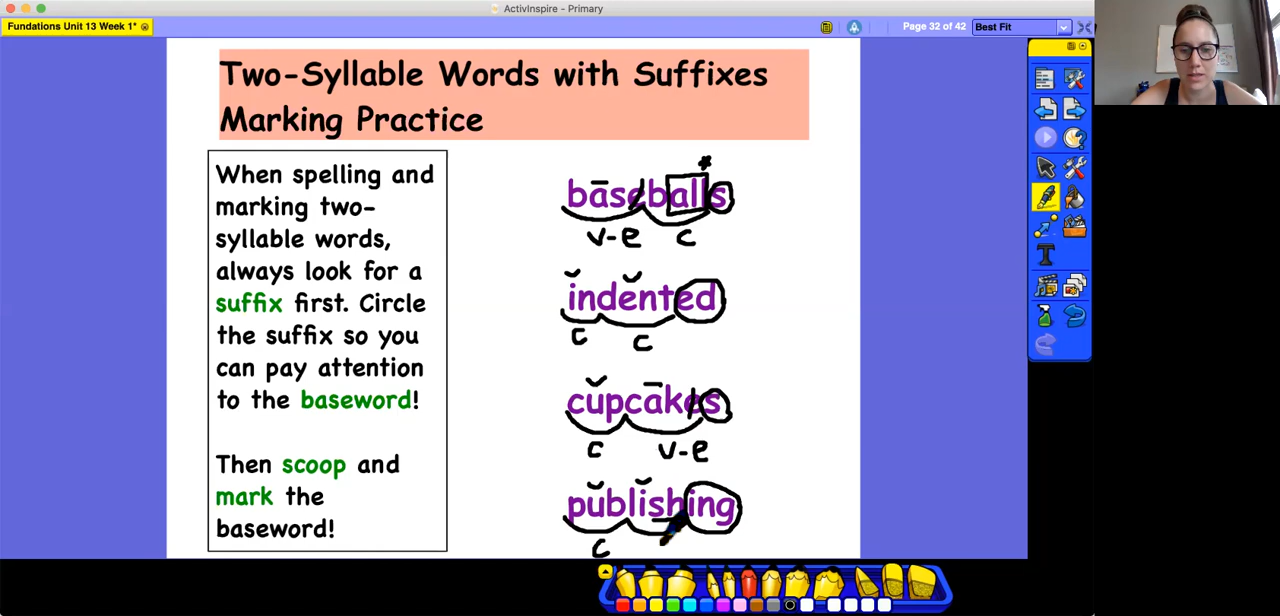 ActivInspire - Primary
Fundations Unit 13 Week 1*
Page 32 of 42
Best Fit
Two-Syllable Words with Suffixes
Marking Practice
When spelling and
marking two-
syllable words,
always look for a
suffix first. Circle
the suffix so you
can pay attention
to the baseword!
Then scoop and
mark the
baseword!
*
baseballs
v-e c
indented
c c
cupcakes
c v-e
publishing
c